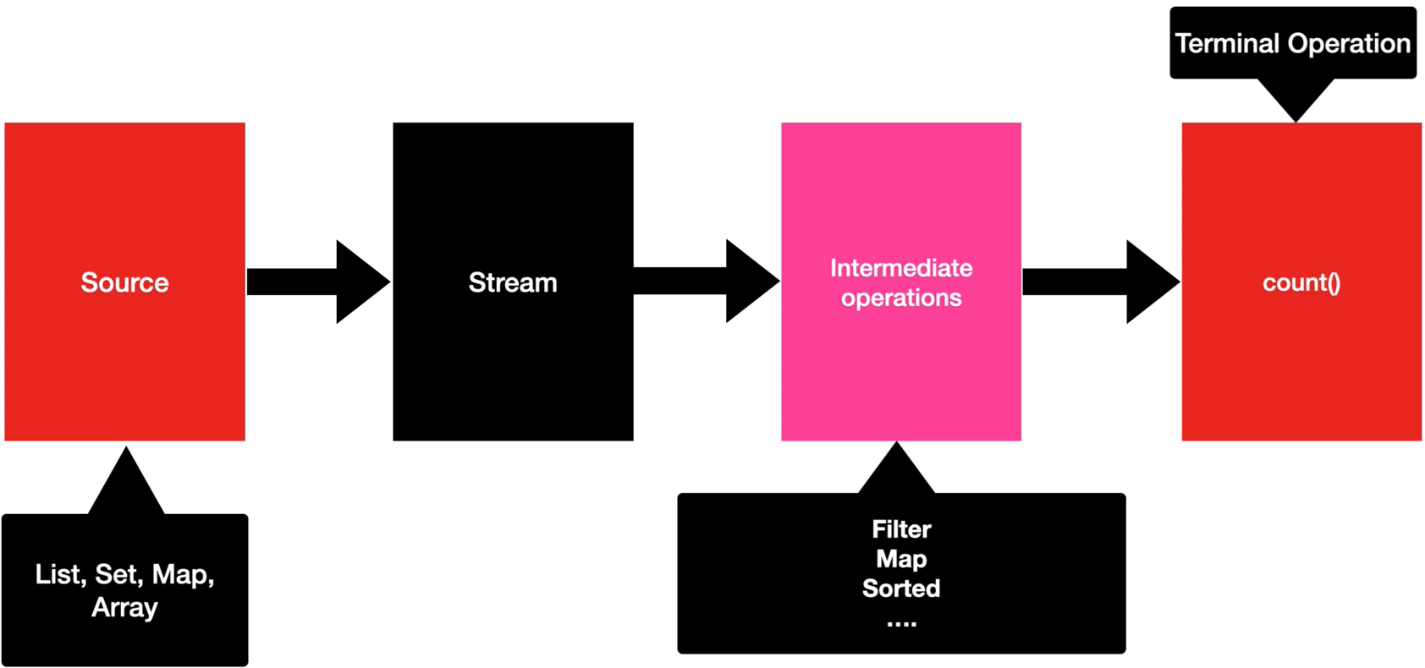 Terminal Operation
Source
Stream
Intermediate
operations
count()
List, Set, Map,
Array
Filter
Map
Sorted
....